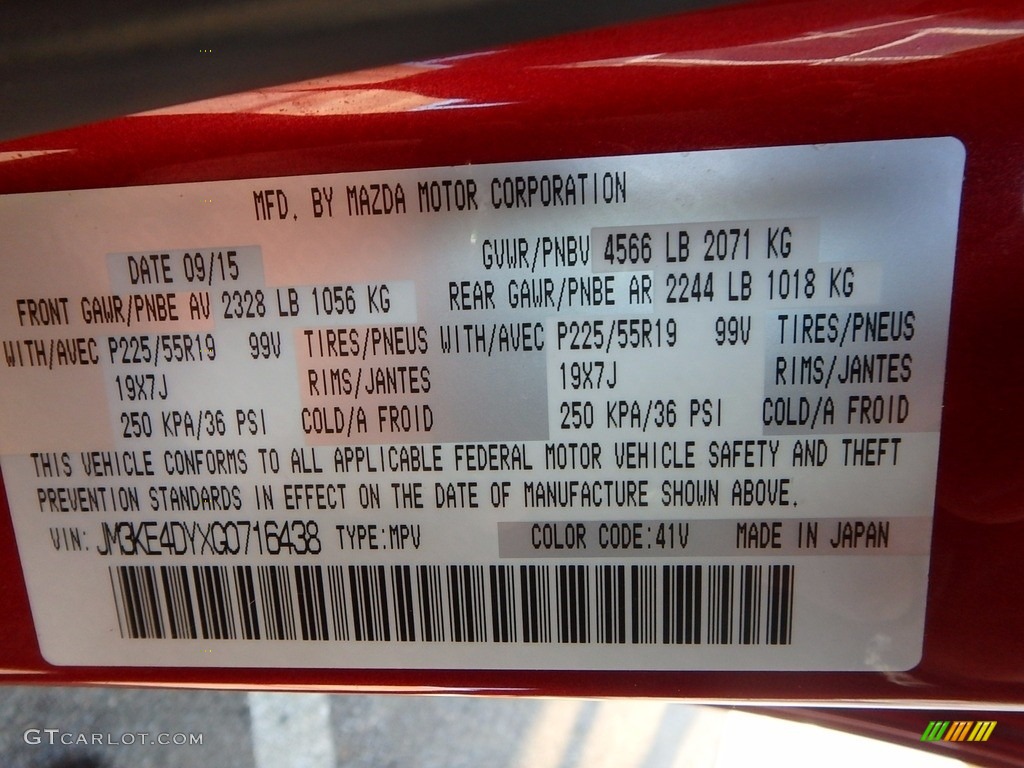 MFD. BY MAZDA MOTOR CORPORATION
DATE 09/15 GVWR/PNBV 4566 LB 2071 KG
FRONT GAWR/PNBE AV 2328 LB 1056 KG REAR GAWR/PNBE AR 2244 LB 1018 KG
WITH/AVEC P225/55R19 99V TIRES/PNEUS WITH/AVEC P225/55R19 99V TIRES/PNEUS
19X7J RIMS/JANTES 19X7J RIMS/JANTES
250 KPA/36 PSI COLD/A FROID 250 KPA/36 PSI COLD/A FROID
THIS VEHICLE CONFORMS TO ALL APPLICABLE FEDERAL MOTOR VEHICLE SAFETY AND THEFT
PREVENTION STANDARDS IN EFFECT ON THE DATE OF MANUFACTURE SHOWN ABOVE.
VIN: JM3KE4DYXG0716438 TYPE:MPV COLOR CODE:41V MADE IN JAPAN
GTCARLOT.COM